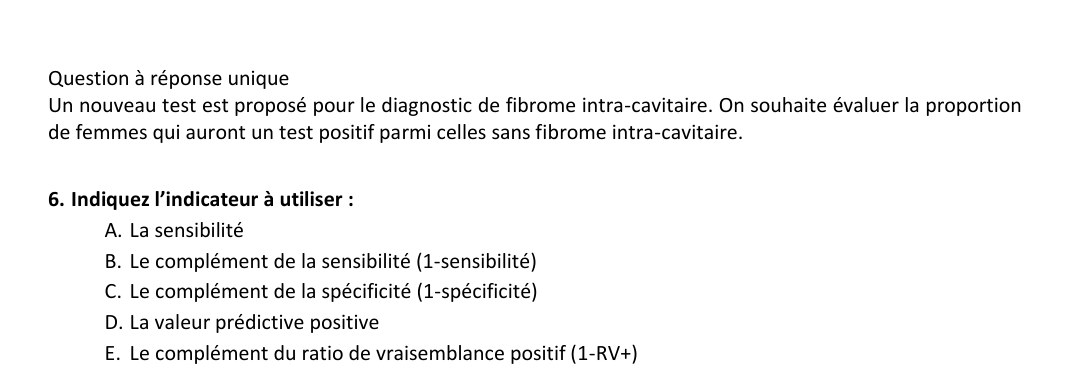 Question à réponse unique
Un nouveau test est proposé pour le diagnostic de fibrome intra-cavitaire. On souhaite évaluer la proportion
de femmes qui auront un test positif parmi celles sans fibrome intra-cavitaire.
6. Indiquez l’indicateur à utiliser :
A. La sensibilité
B. Le complément de la sensibilité (1-sensibilité)
C. Le complément de la spécificité (1-spécificité)
D. La valeur prédictive positive
E. Le complément du ratio de vraisemblance positif (1-RV+)